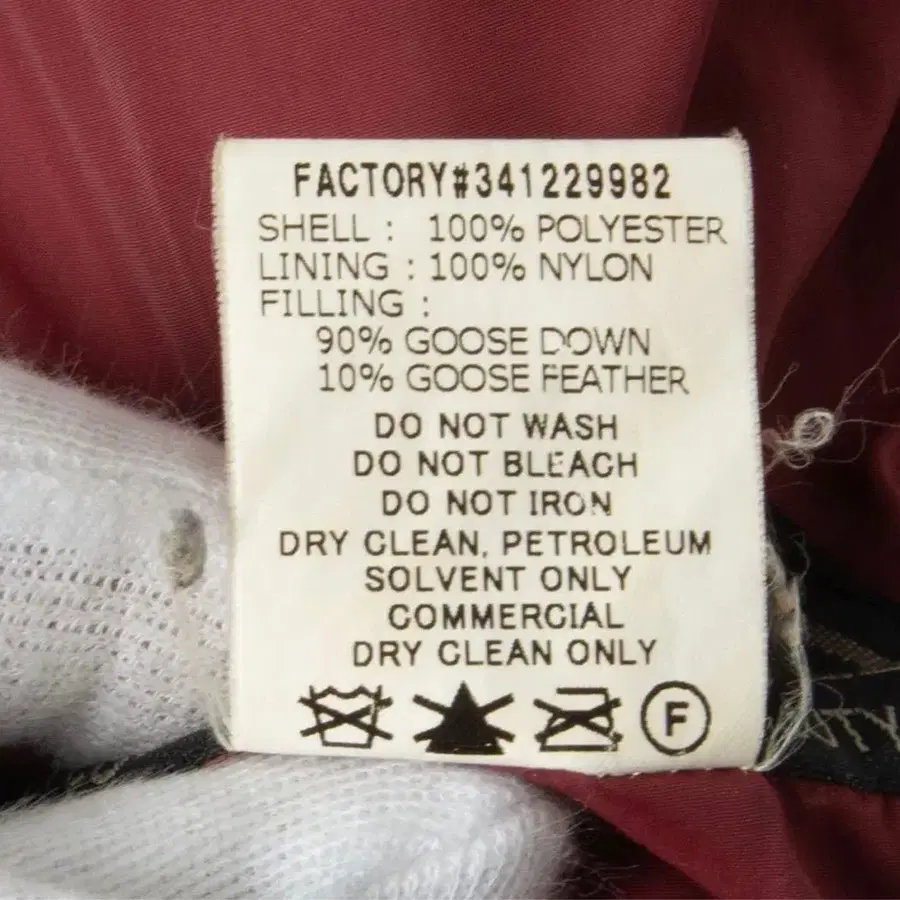 FACTORY#341229982
SHELL : 100% POLYESTER
LINING : 100% NYLON
FILLING :
90% GOOSE DOWN
10% GOOSE FEATHER
DO NOT WASH
DO NOT BLEACH
DO NOT IRON
DRY CLEAN, PETROLEUM
SOLVENT ONLY
COMMERCIAL
DRY CLEAN ONLY
F